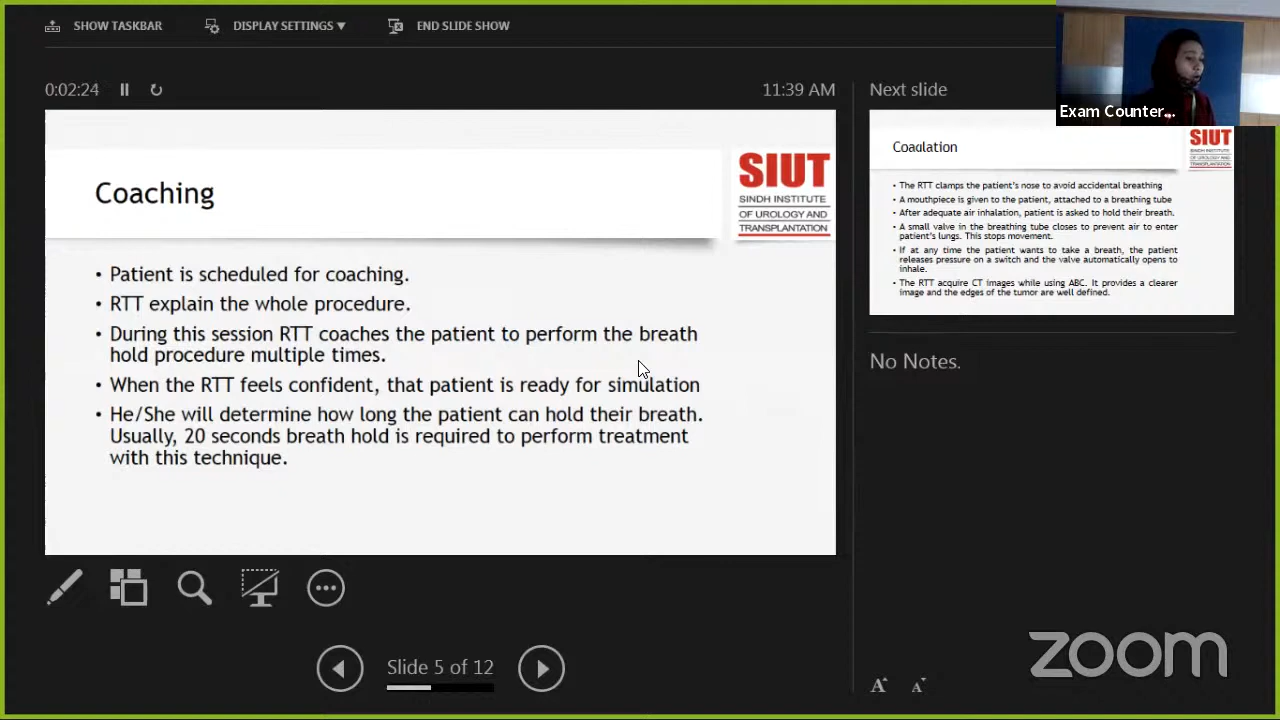 SHOW TASKBAR
DISPLAY SETTINGS
END SLIDE SHOW
Exam Counter...
0:02:24
11:39 AM
Next slide
Coaching
SIUT
SINDH INSTITUTE
OF UROLOGY AND
TRANSPLANTATION
• Patient is scheduled for coaching.
• RTT explain the whole procedure.
• During this session RTT coaches the patient to perform the breath
hold procedure multiple times.
• When the RTT feels confident, that patient is ready for simulation
• He/She will determine how long the patient can hold their breath.
Usually, 20 seconds breath hold is required to perform treatment
with this technique.
Coaulation
SIUT
SINDH INSTITUTE
OF UROLOGY AND
TRANSPLANTATION
• The RTT clamps the patient's nose to avoid accidental breathing
• A mouthpiece is given to the patient, attached to a breathing tube
• After adequate air inhalation, patient is asked to hold their breath.
• A small valve in the breathing tube closes to prevent air to enter
patient's lungs. This stops movement.
• If at any time the patient wants to take a breath, the patient
releases pressure on a switch and the valve automatically opens to
inhale.
• The RTT acquire CT images while using ABC. It provides a clearer
image and the edges of the tumor are well defined.
No Notes.
Slide 5 of 12
A A
zoom